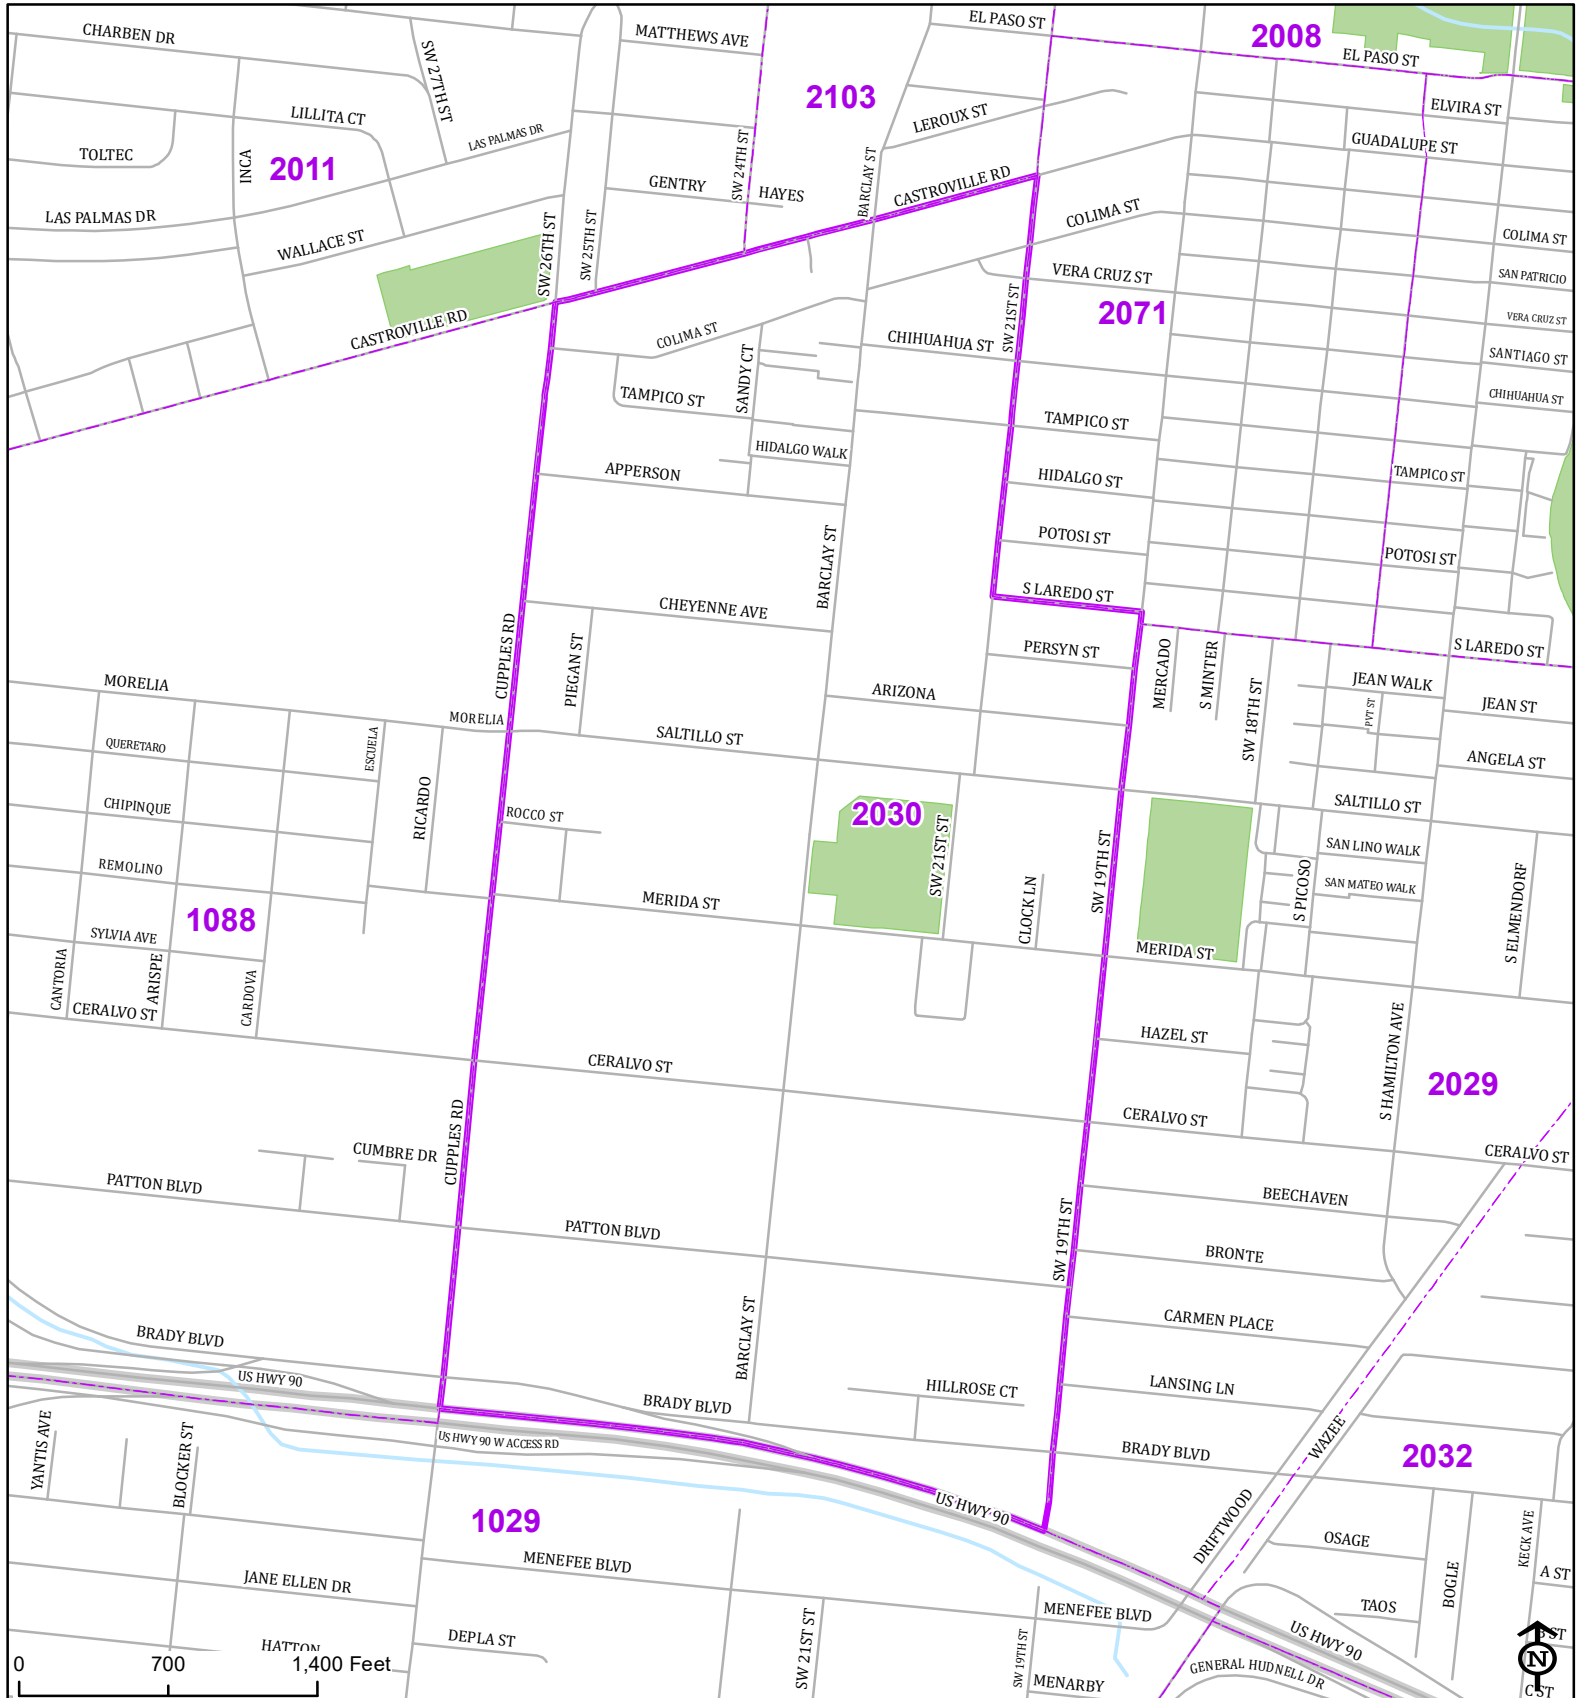 EL PASO ST
2008
CHARBEN DR
MATTHEWS AVE
EL PASO ST
SW 27TH ST
2103
ELVIRA ST
LILLITA CT
LEROUX ST
LAS PALMAS DR
GUADALUPE ST
TOLTEC
INCA
2011
SW 24TH ST
BARCLAY ST
GENTRY
HAYES
CASTROVILLE RD
LAS PALMAS DR
COLIMA ST
WALLACE ST
SW 26TH ST
SW 25TH ST
COLIMA ST
VERA CRUZ ST
SAN PATRICIO
2071
SW 21ST ST
CASTROVILLE RD
COLIMA ST
CHIHUAHUA ST
VERA CRUZ ST
SANTIAGO ST
SANDY CT
TAMPICO ST
CHIHUAHUA ST
TAMPICO ST
HIDALGO WALK
APPERSON
HIDALGO ST
TAMPICO ST
BARCLAY ST
POTOSI ST
POTOSI ST
CHEYENNE AVE
S LAREDO ST
CUPPLES RD
PIEGAN ST
PERSYN ST
MERCADO
S MINTER
S LAREDO ST
MORELIA
ARIZONA
JEAN WALK
SW 18TH ST
PVT ST
JEAN ST
MORELIA
SALTILLO ST
QUERETARO
ESCUELA
ANGELA ST
CHIPINQUE
RICARDO
ROCCO ST
2030
SALTILLO ST
SAN LINO WALK
REMOLINO
SW 21ST ST
SW 19TH ST
S PICOSO
SAN MATEO WALK
MERIDA ST
CLOCK LN
S ELMENDORF
1088
SYLVIA AVE
MERIDA ST
CANTORIA
ARISPE
CARDOVA
CERALVO ST
HAZEL ST
S HAMILTON AVE
CERALVO ST
2029
CERALVO ST
CUPPLES RD
CUMBRE DR
CERALVO ST
PATTON BLVD
BEECHAVEN
PATTON BLVD
SW 19TH ST
BRONTE
BRADY BLVD
BARCLAY ST
CARMEN PLACE
US HWY 90
HILLROSE CT
LANSING LN
BRADY BLVD
YANTIS AVE
BLOCKER ST
US HWY 90 W ACCESS RD
BRADY BLVD
WAZEE
2032
1029
US HWY 90
DRIFTWOOD
OSAGE
KECK AVE
MENEFEE BLVD
A ST
JANE ELLEN DR
BOGLE
TAOS
MENEFEE BLVD
DEPLA ST
SW 21ST ST
SW 19TH ST
US HWY 90
B ST
HATTON
0 700 1,400 Feet
N
GENERAL HUDNELL DR
MENARBY
C ST